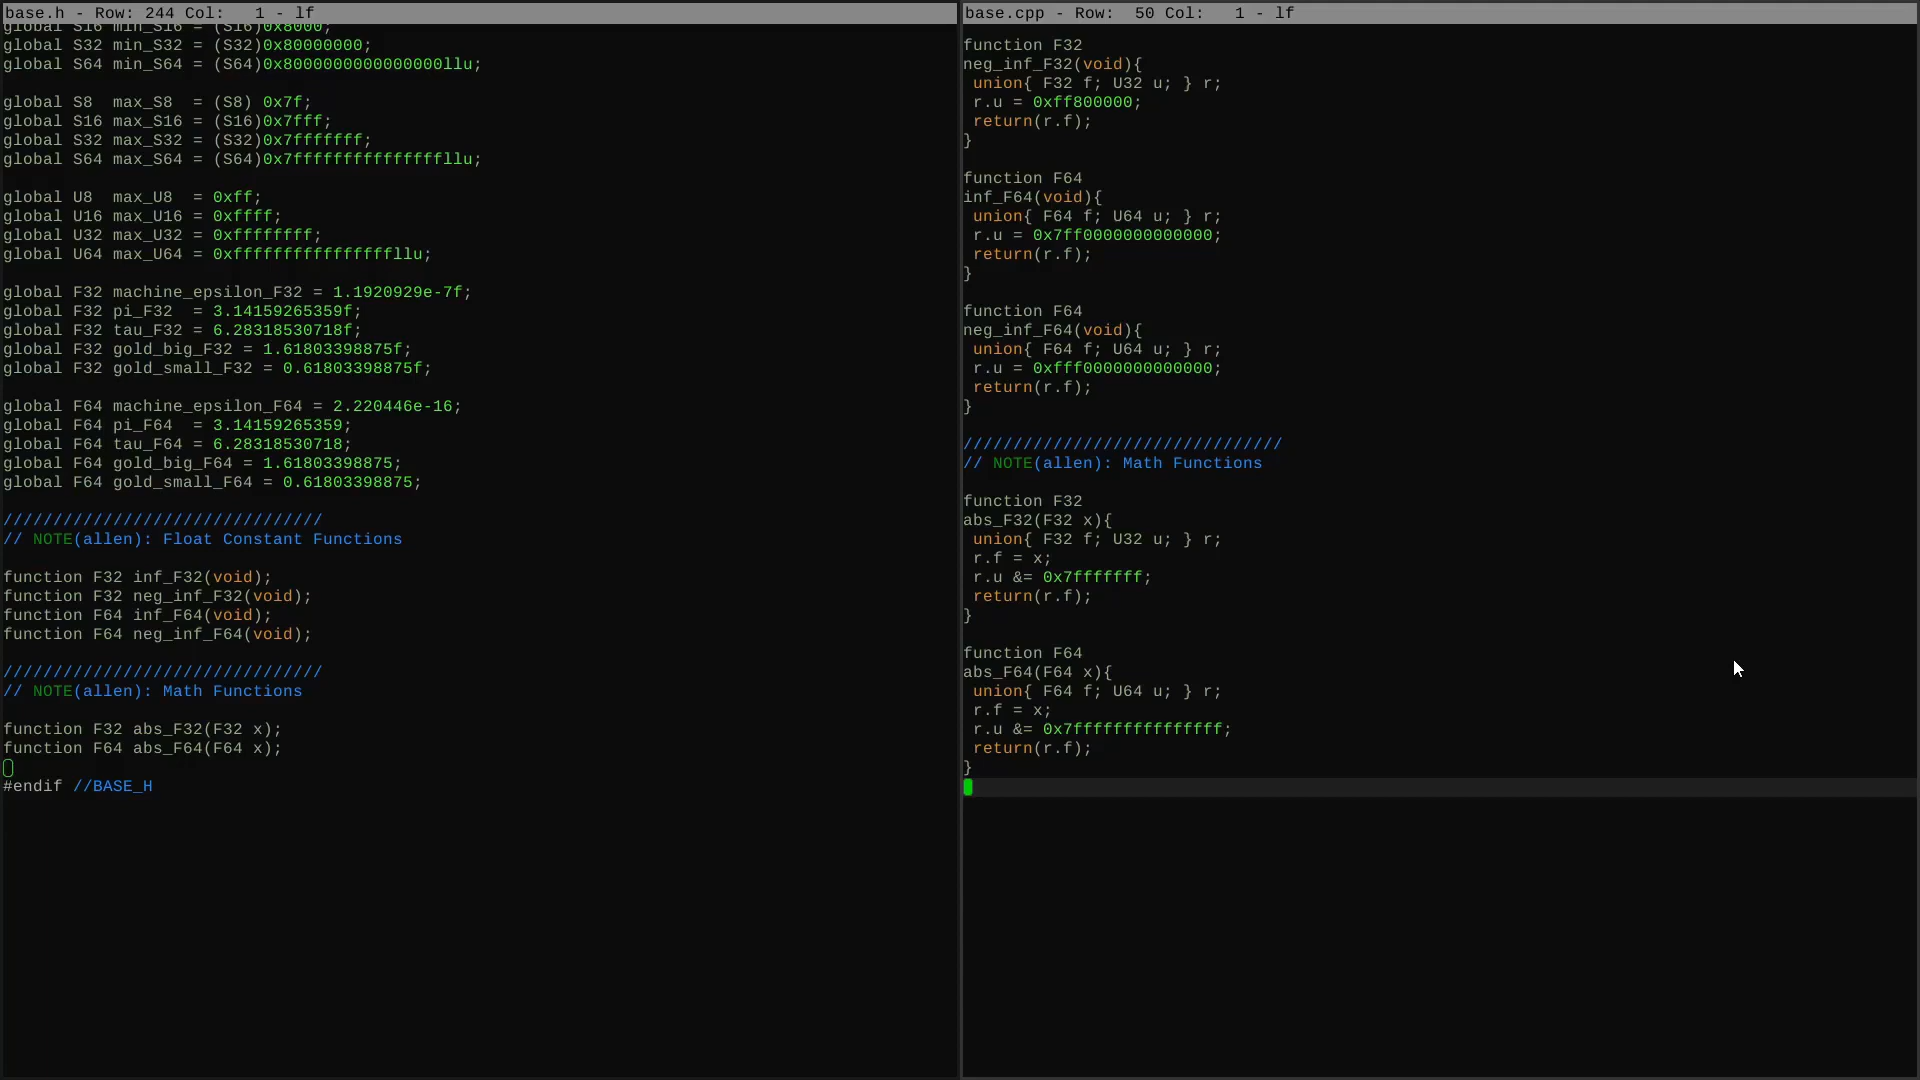 base.h - Row: 244 Col:   1 - lf
global S16 min_S16 = (S16)0x8000;
global S32 min_S32 = (S32)0x80000000;
global S64 min_S64 = (S64)0x8000000000000000llu;

global S8  max_S8  = (S8) 0x7f;
global S16 max_S16 = (S16)0x7fff;
global S32 max_S32 = (S32)0x7fffffff;
global S64 max_S64 = (S64)0x7fffffffffffffffllu;

global U8  max_U8  = 0xff;
global U16 max_U16 = 0xffff;
global U32 max_U32 = 0xffffffff;
global U64 max_U64 = 0xffffffffffffffffllu;

global F32 machine_epsilon_F32 = 1.1920929e-7f;
global F32 pi_F32  = 3.14159265359f;
global F32 tau_F32 = 6.28318530718f;
global F32 gold_big_F32 = 1.61803398875f;
global F32 gold_small_F32 = 0.61803398875f;

global F64 machine_epsilon_F64 = 2.220446e-16;
global F64 pi_F64  = 3.14159265359;
global F64 tau_F64 = 6.28318530718;
global F64 gold_big_F64 = 1.61803398875;
global F64 gold_small_F64 = 0.61803398875;

////////////////////////////////
// NOTE(allen): Float Constant Functions

function F32 inf_F32(void);
function F32 neg_inf_F32(void);
function F64 inf_F64(void);
function F64 neg_inf_F64(void);

////////////////////////////////
// NOTE(allen): Math Functions

function F32 abs_F32(F32 x);
function F64 abs_F64(F64 x);

#endif //BASE_H
base.cpp - Row:  50 Col:   1 - lf
function F32
neg_inf_F32(void){
 union{ F32 f; U32 u; } r;
 r.u = 0xff800000;
 return(r.f);
}

function F64
inf_F64(void){
 union{ F64 f; U64 u; } r;
 r.u = 0x7ff0000000000000;
 return(r.f);
}

function F64
neg_inf_F64(void){
 union{ F64 f; U64 u; } r;
 r.u = 0xfff0000000000000;
 return(r.f);
}

////////////////////////////////
// NOTE(allen): Math Functions

function F32
abs_F32(F32 x){
 union{ F32 f; U32 u; } r;
 r.f = x;
 r.u &= 0x7fffffff;
 return(r.f);
}

function F64
abs_F64(F64 x){
 union{ F64 f; U64 u; } r;
 r.f = x;
 r.u &= 0x7fffffffffffffff;
 return(r.f);
}